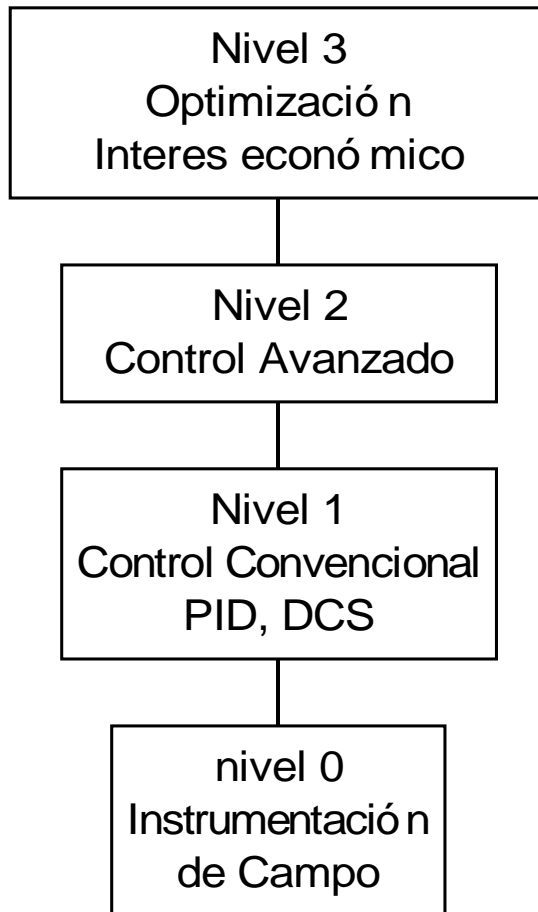 Nivel 3
Optimizació n
Interes econó mico
Nivel 2
Control Avanzado
Nivel 1
Control Convencional
PID, DCS
nivel 0
Instrumentació n
de Campo